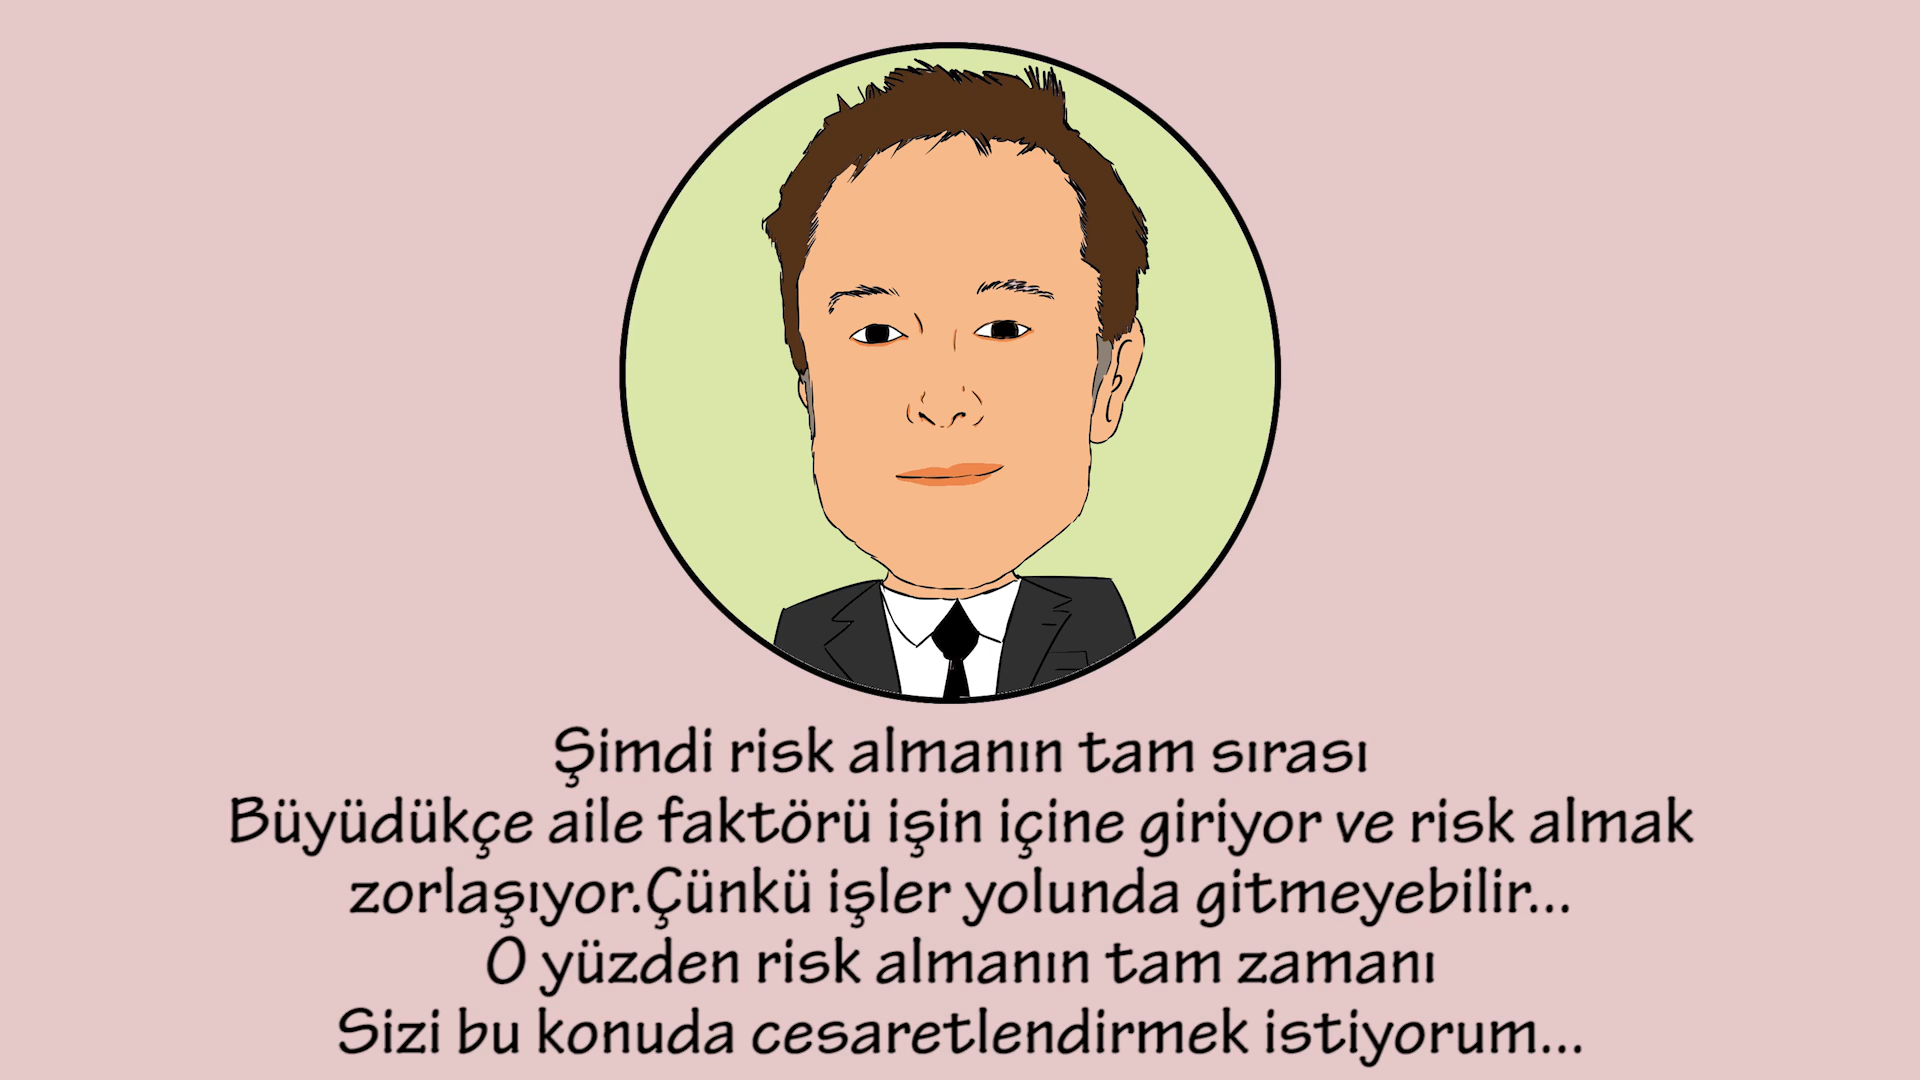 Şimdi risk almanın tam sırası
Büyüdükçe aile faktörü işin içine giriyor ve risk almak
zorlaşıyor.Çünkü işler yolunda gitmeyebilir...
O yüzden risk almanın tam zamanı
Sizi bu konuda cesaretlendirmek istiyorum...